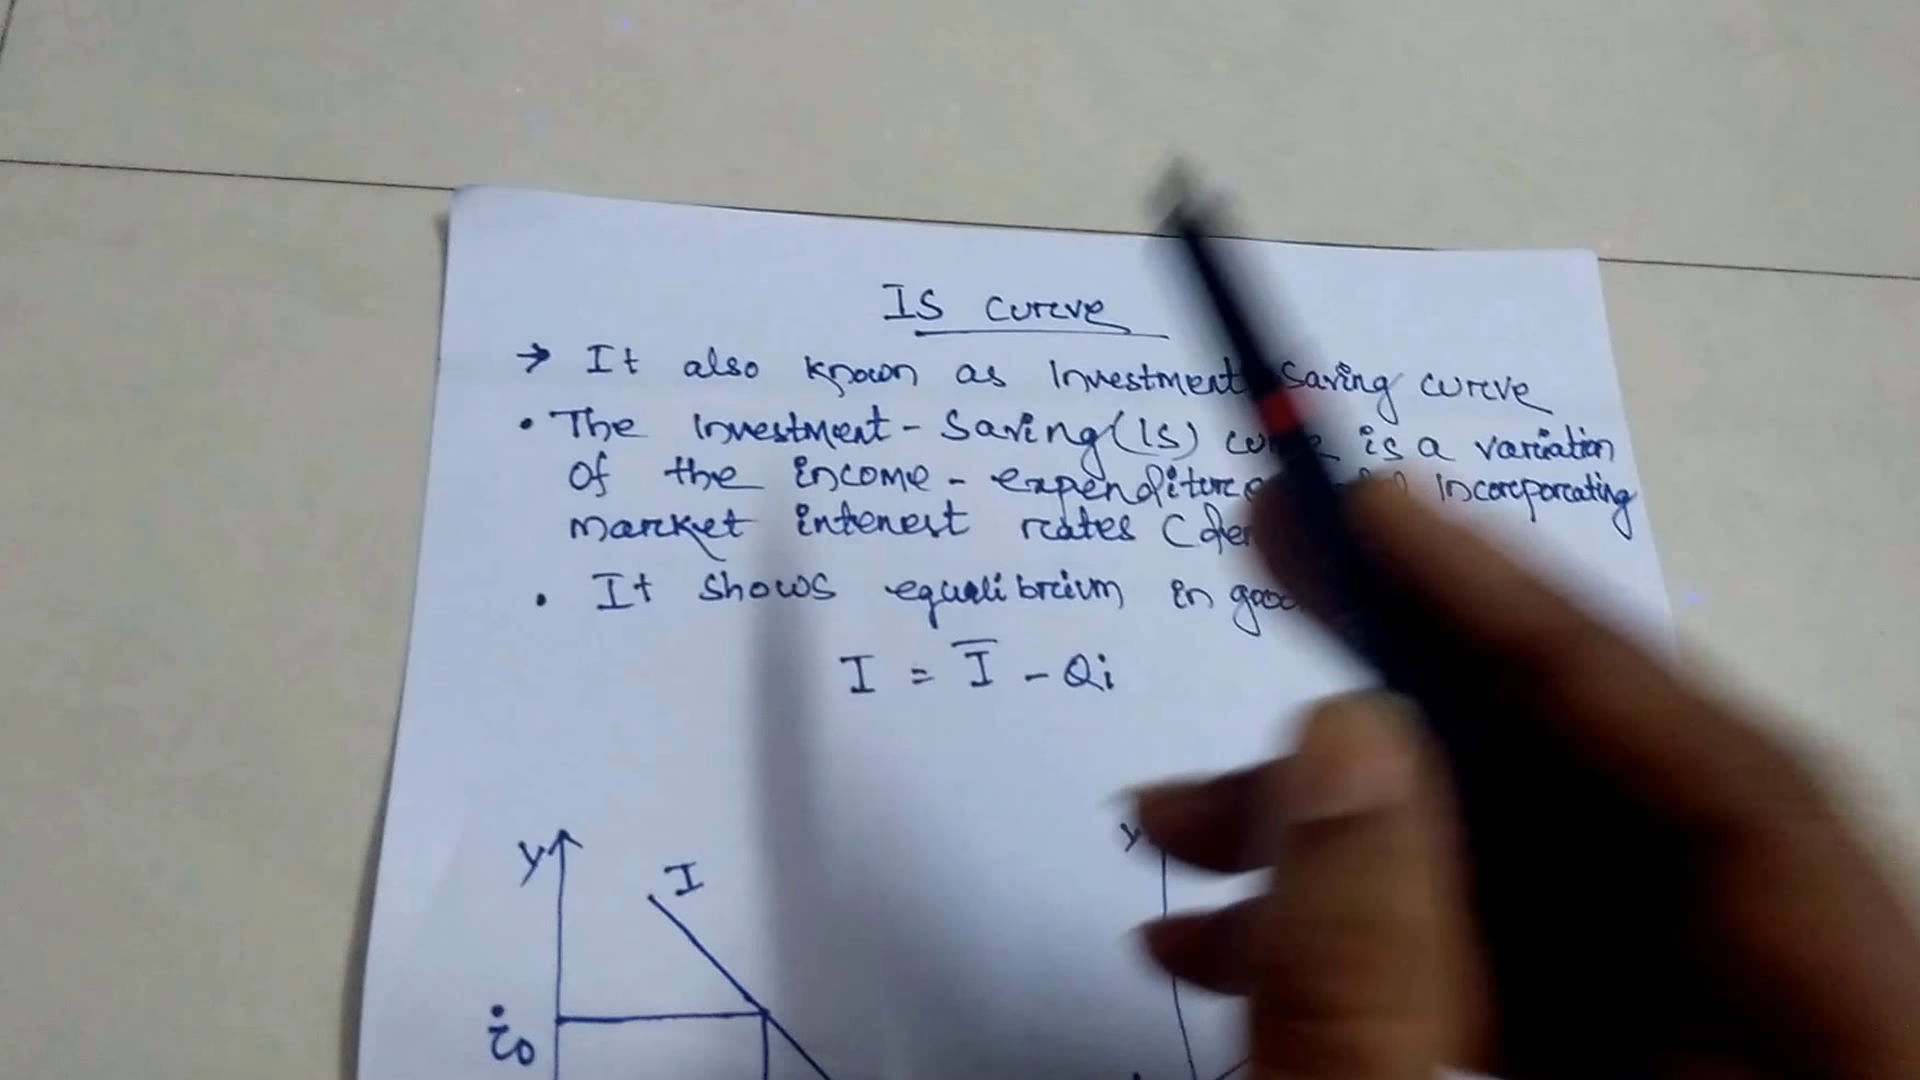 IS curve
→ It also known as Investment Saving curve
• The Investment - Saving (IS) is a variation
of the income - expenditure Incorporating
market interest rates
• It shows equilibrium in
I = Ī - Qi
y
I
y
i0